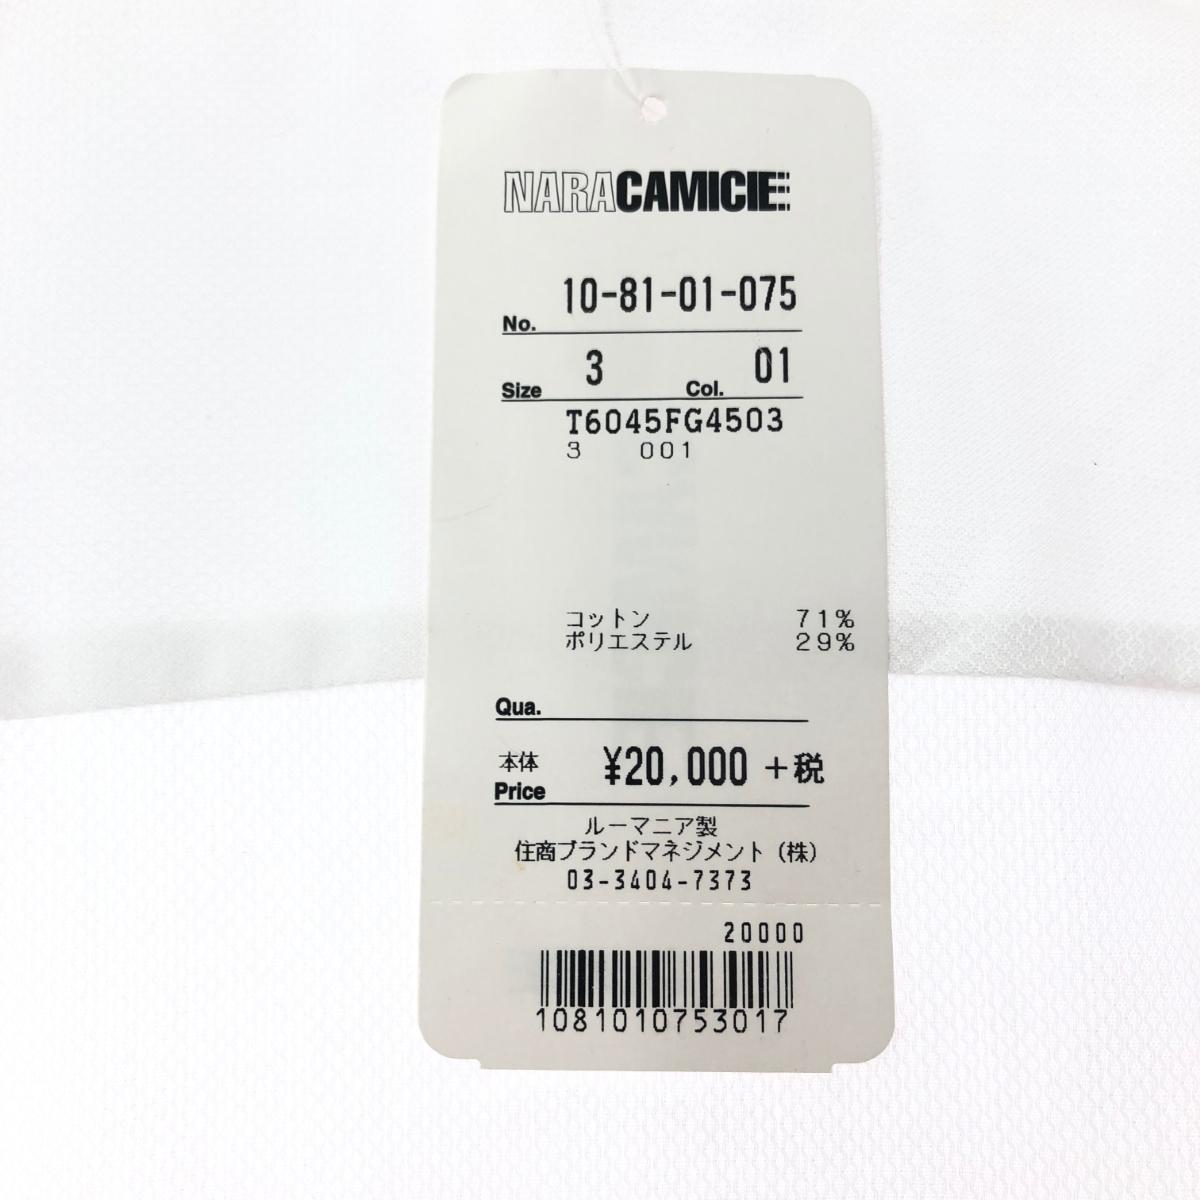 NARACAMICIE
No. 10-81-01-075
Size 3 Col. 01
T6045FG4503
3 001
コットン 71%
ポリエステル 29%
Qua.
本体 ¥20,000 +税
Price
ルーマニア製
住商ブランドマネジメント(株)
03-3404-7373
20000
1081010753017